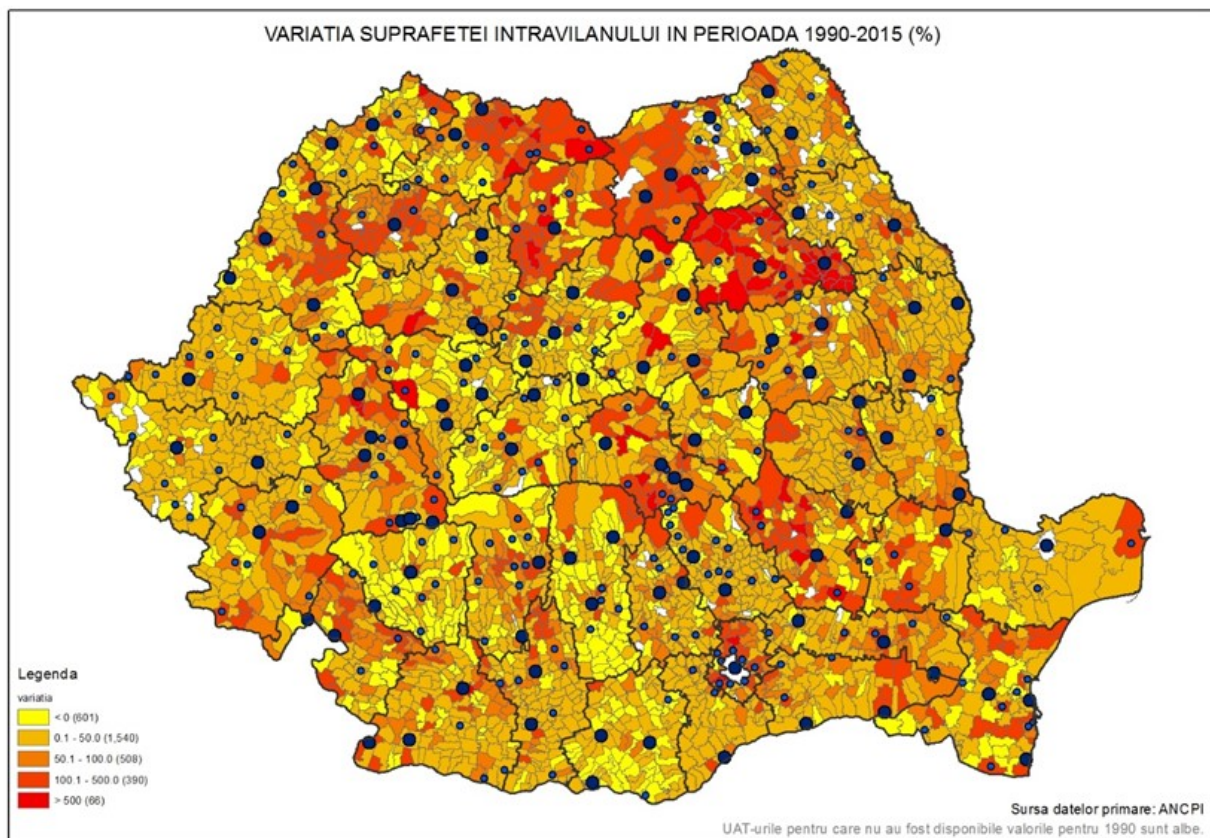 VARIATIA SUPRAFETEI INTRAVILANULUI IN PERIOADA 1990-2015 (%)
Legenda
variatia
< 0 (601)
0.1 - 50.0 (1,540)
50.1 - 100.0 (508)
100.1 - 500.0 (390)
> 500 (66)
Sursa datelor primare: ANCPI
UAT-urile pentru care nu au fost disponibile valorile pentru 1990 sunt albe.